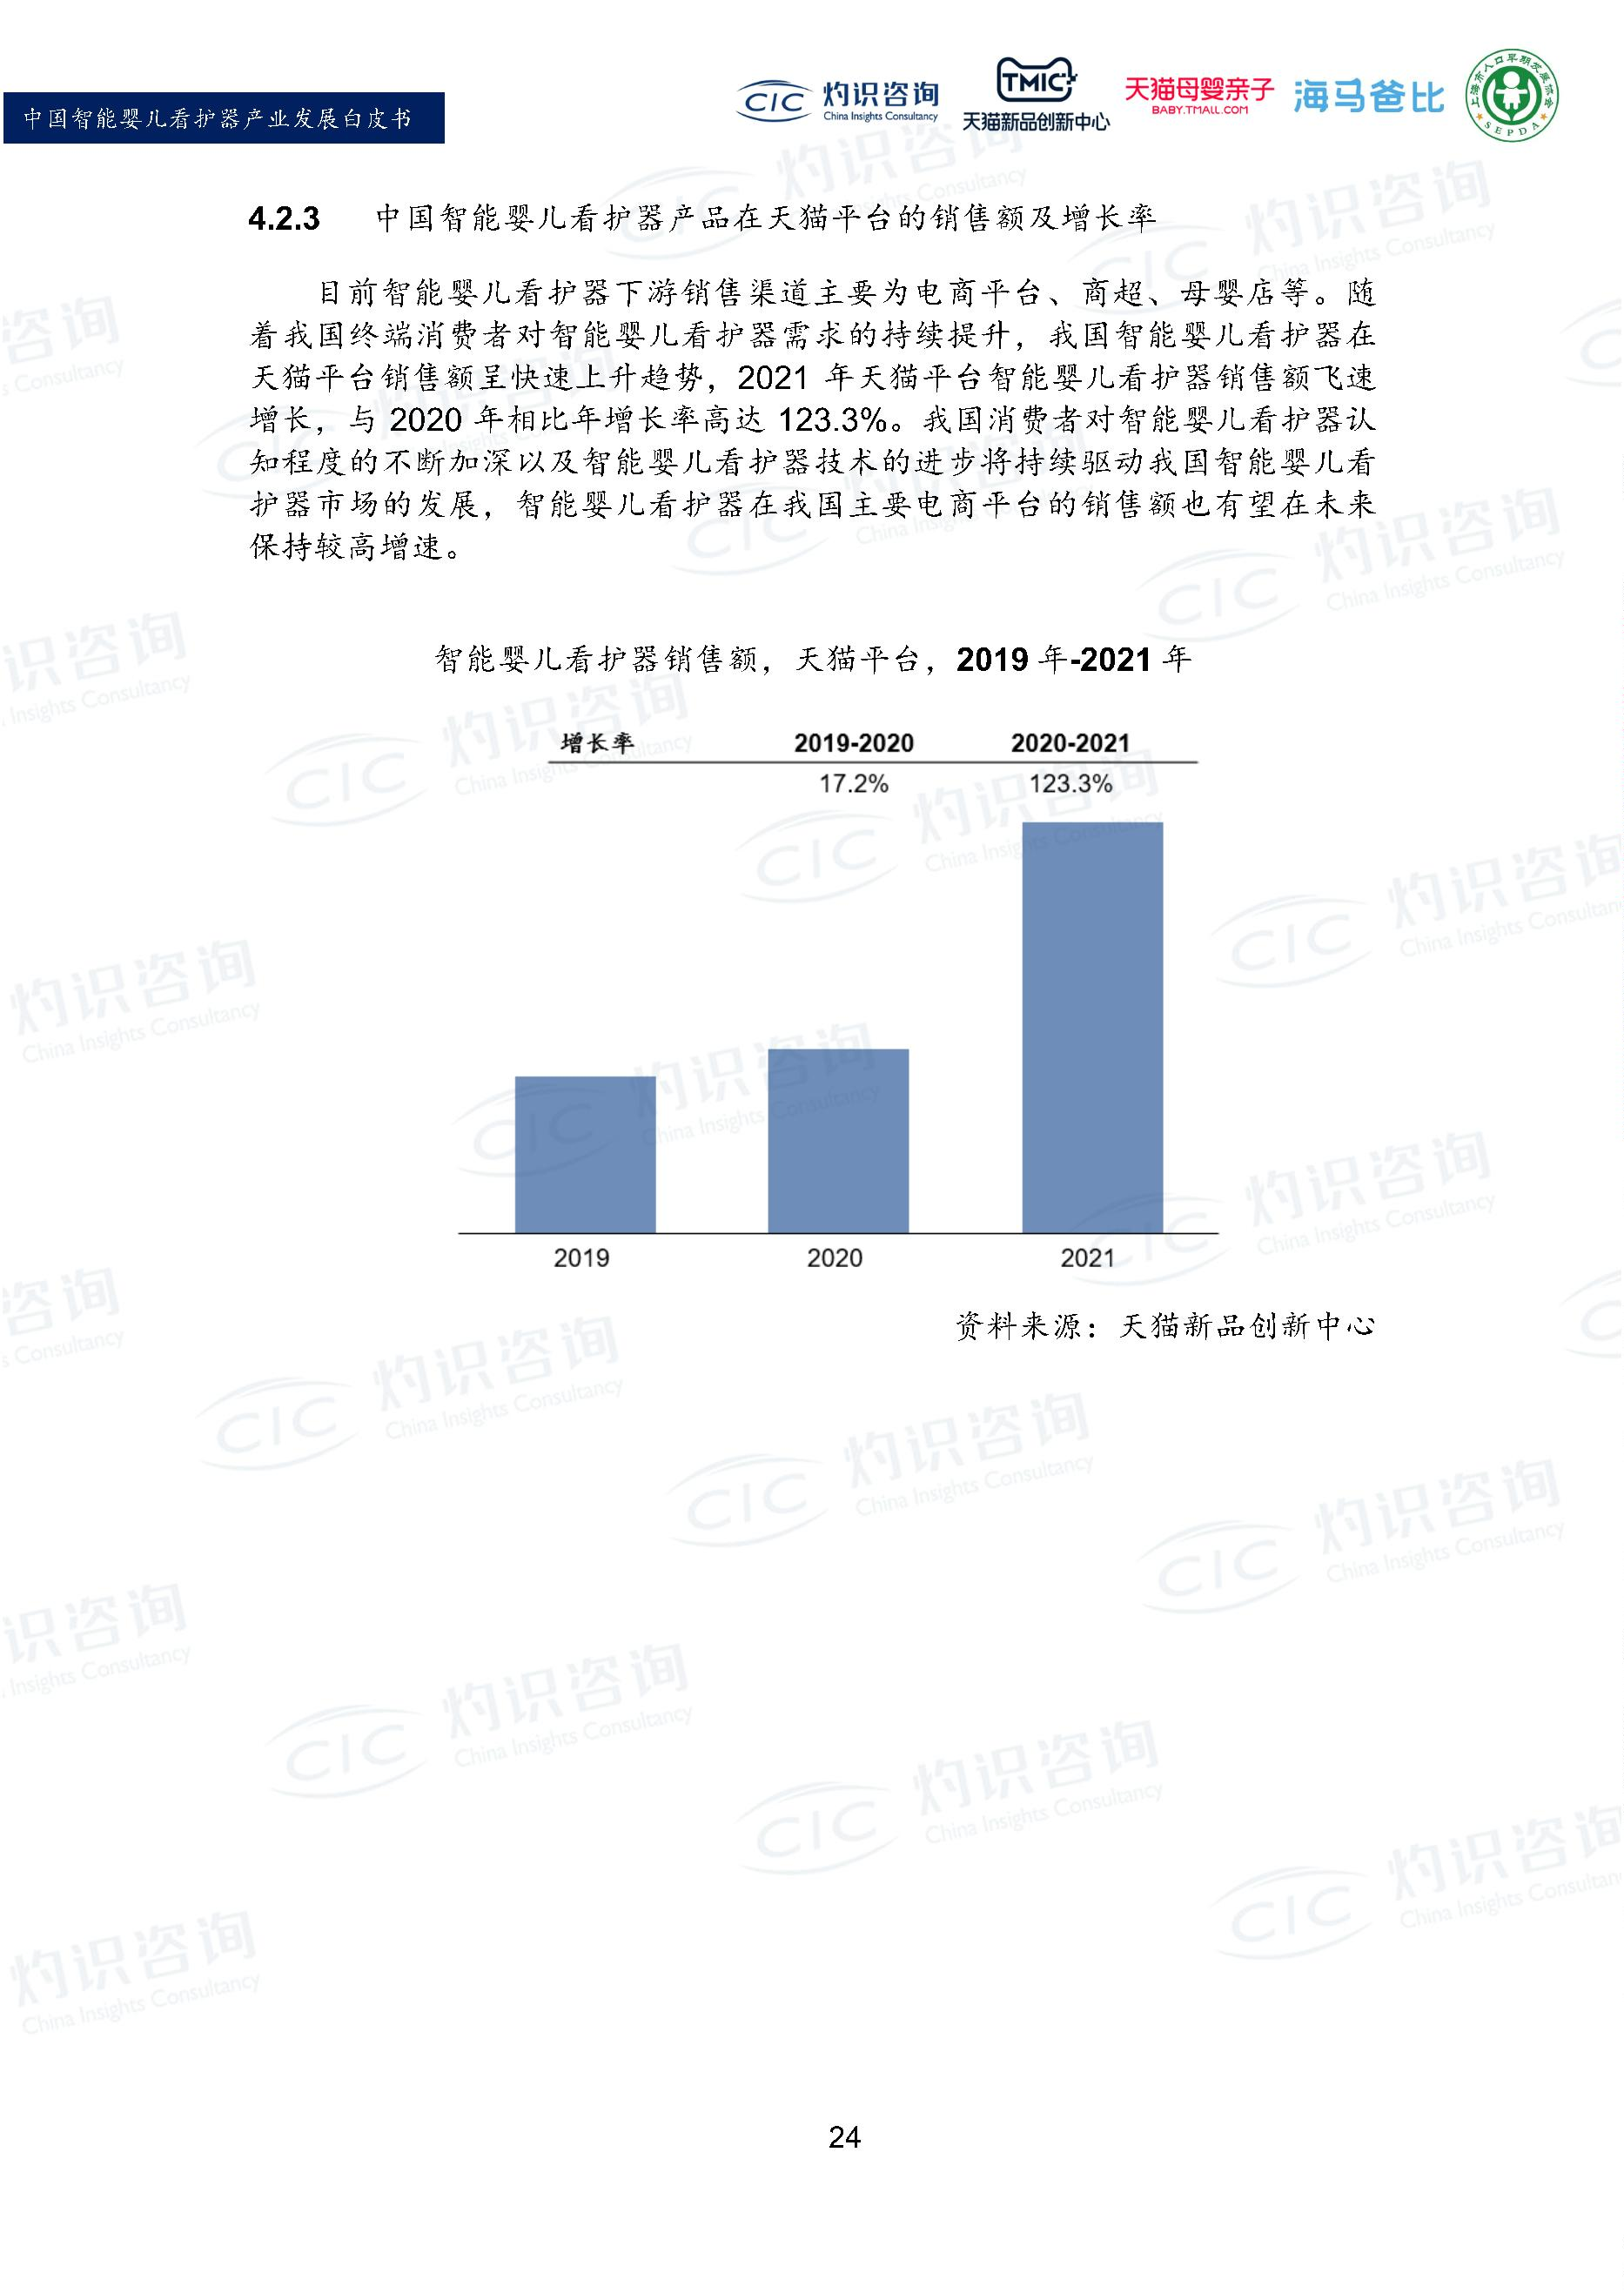 中国智能婴儿看护器产业发展白皮书
CIC 灼识咨询
China Insights Consultancy
TMIC
天猫新品创新中心
天猫母婴亲子
BABY.TMALL.COM
海马爸比
上海市人口早期发展协会
SEPDA
4.2.3 中国智能婴儿看护器产品在天猫平台的销售额及增长率
目前智能婴儿看护器下游销售渠道主要为电商平台、商超、母婴店等。随
着我国终端消费者对智能婴儿看护器需求的持续提升，我国智能婴儿看护器在
天猫平台销售额呈快速上升趋势，2021 年天猫平台智能婴儿看护器销售额飞速
增长，与 2020 年相比年增长率高达 123.3%。我国消费者对智能婴儿看护器认
知程度的不断加深以及智能婴儿看护器技术的进步将持续驱动我国智能婴儿看
护器市场的发展，智能婴儿看护器在我国主要电商平台的销售额也有望在未来
保持较高增速。
智能婴儿看护器销售额，天猫平台，2019 年-2021 年
增长率 2019-2020 2020-2021
17.2% 123.3%
2019 2020 2021
资料来源：天猫新品创新中心
24